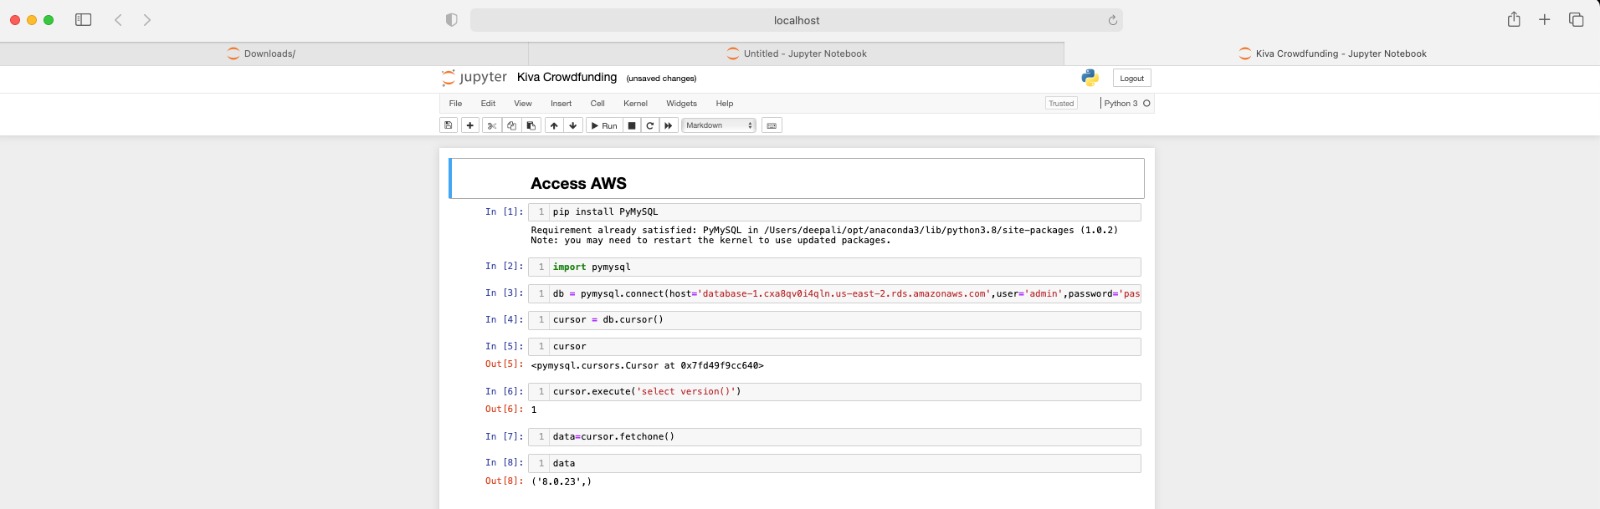 localhost
Downloads/
Untitled - Jupyter Notebook
Kiva Crowdfunding - Jupyter Notebook
jupyter Kiva Crowdfunding (unsaved changes)
Logout
File Edit View Insert Cell Kernel Widgets Help
Trusted
Python 3
Run
Markdown
Access AWS
In [1]: 1 pip install PyMySQL
Requirement already satisfied: PyMySQL in /Users/deepali/opt/anaconda3/lib/python3.8/site-packages (1.0.2)
Note: you may need to restart the kernel to use updated packages.
In [2]: 1 import pymysql
In [3]: 1 db = pymysql.connect(host='database-1.cxa8qv0i4qln.us-east-2.rds.amazonaws.com',user='admin',password='pas
In [4]: 1 cursor = db.cursor()
In [5]: 1 cursor
Out[5]: <pymysql.cursors.Cursor at 0x7fd49f9cc640>
In [6]: 1 cursor.execute('select version()')
Out[6]: 1
In [7]: 1 data=cursor.fetchone()
In [8]: 1 data
Out[8]: ('8.0.23',)